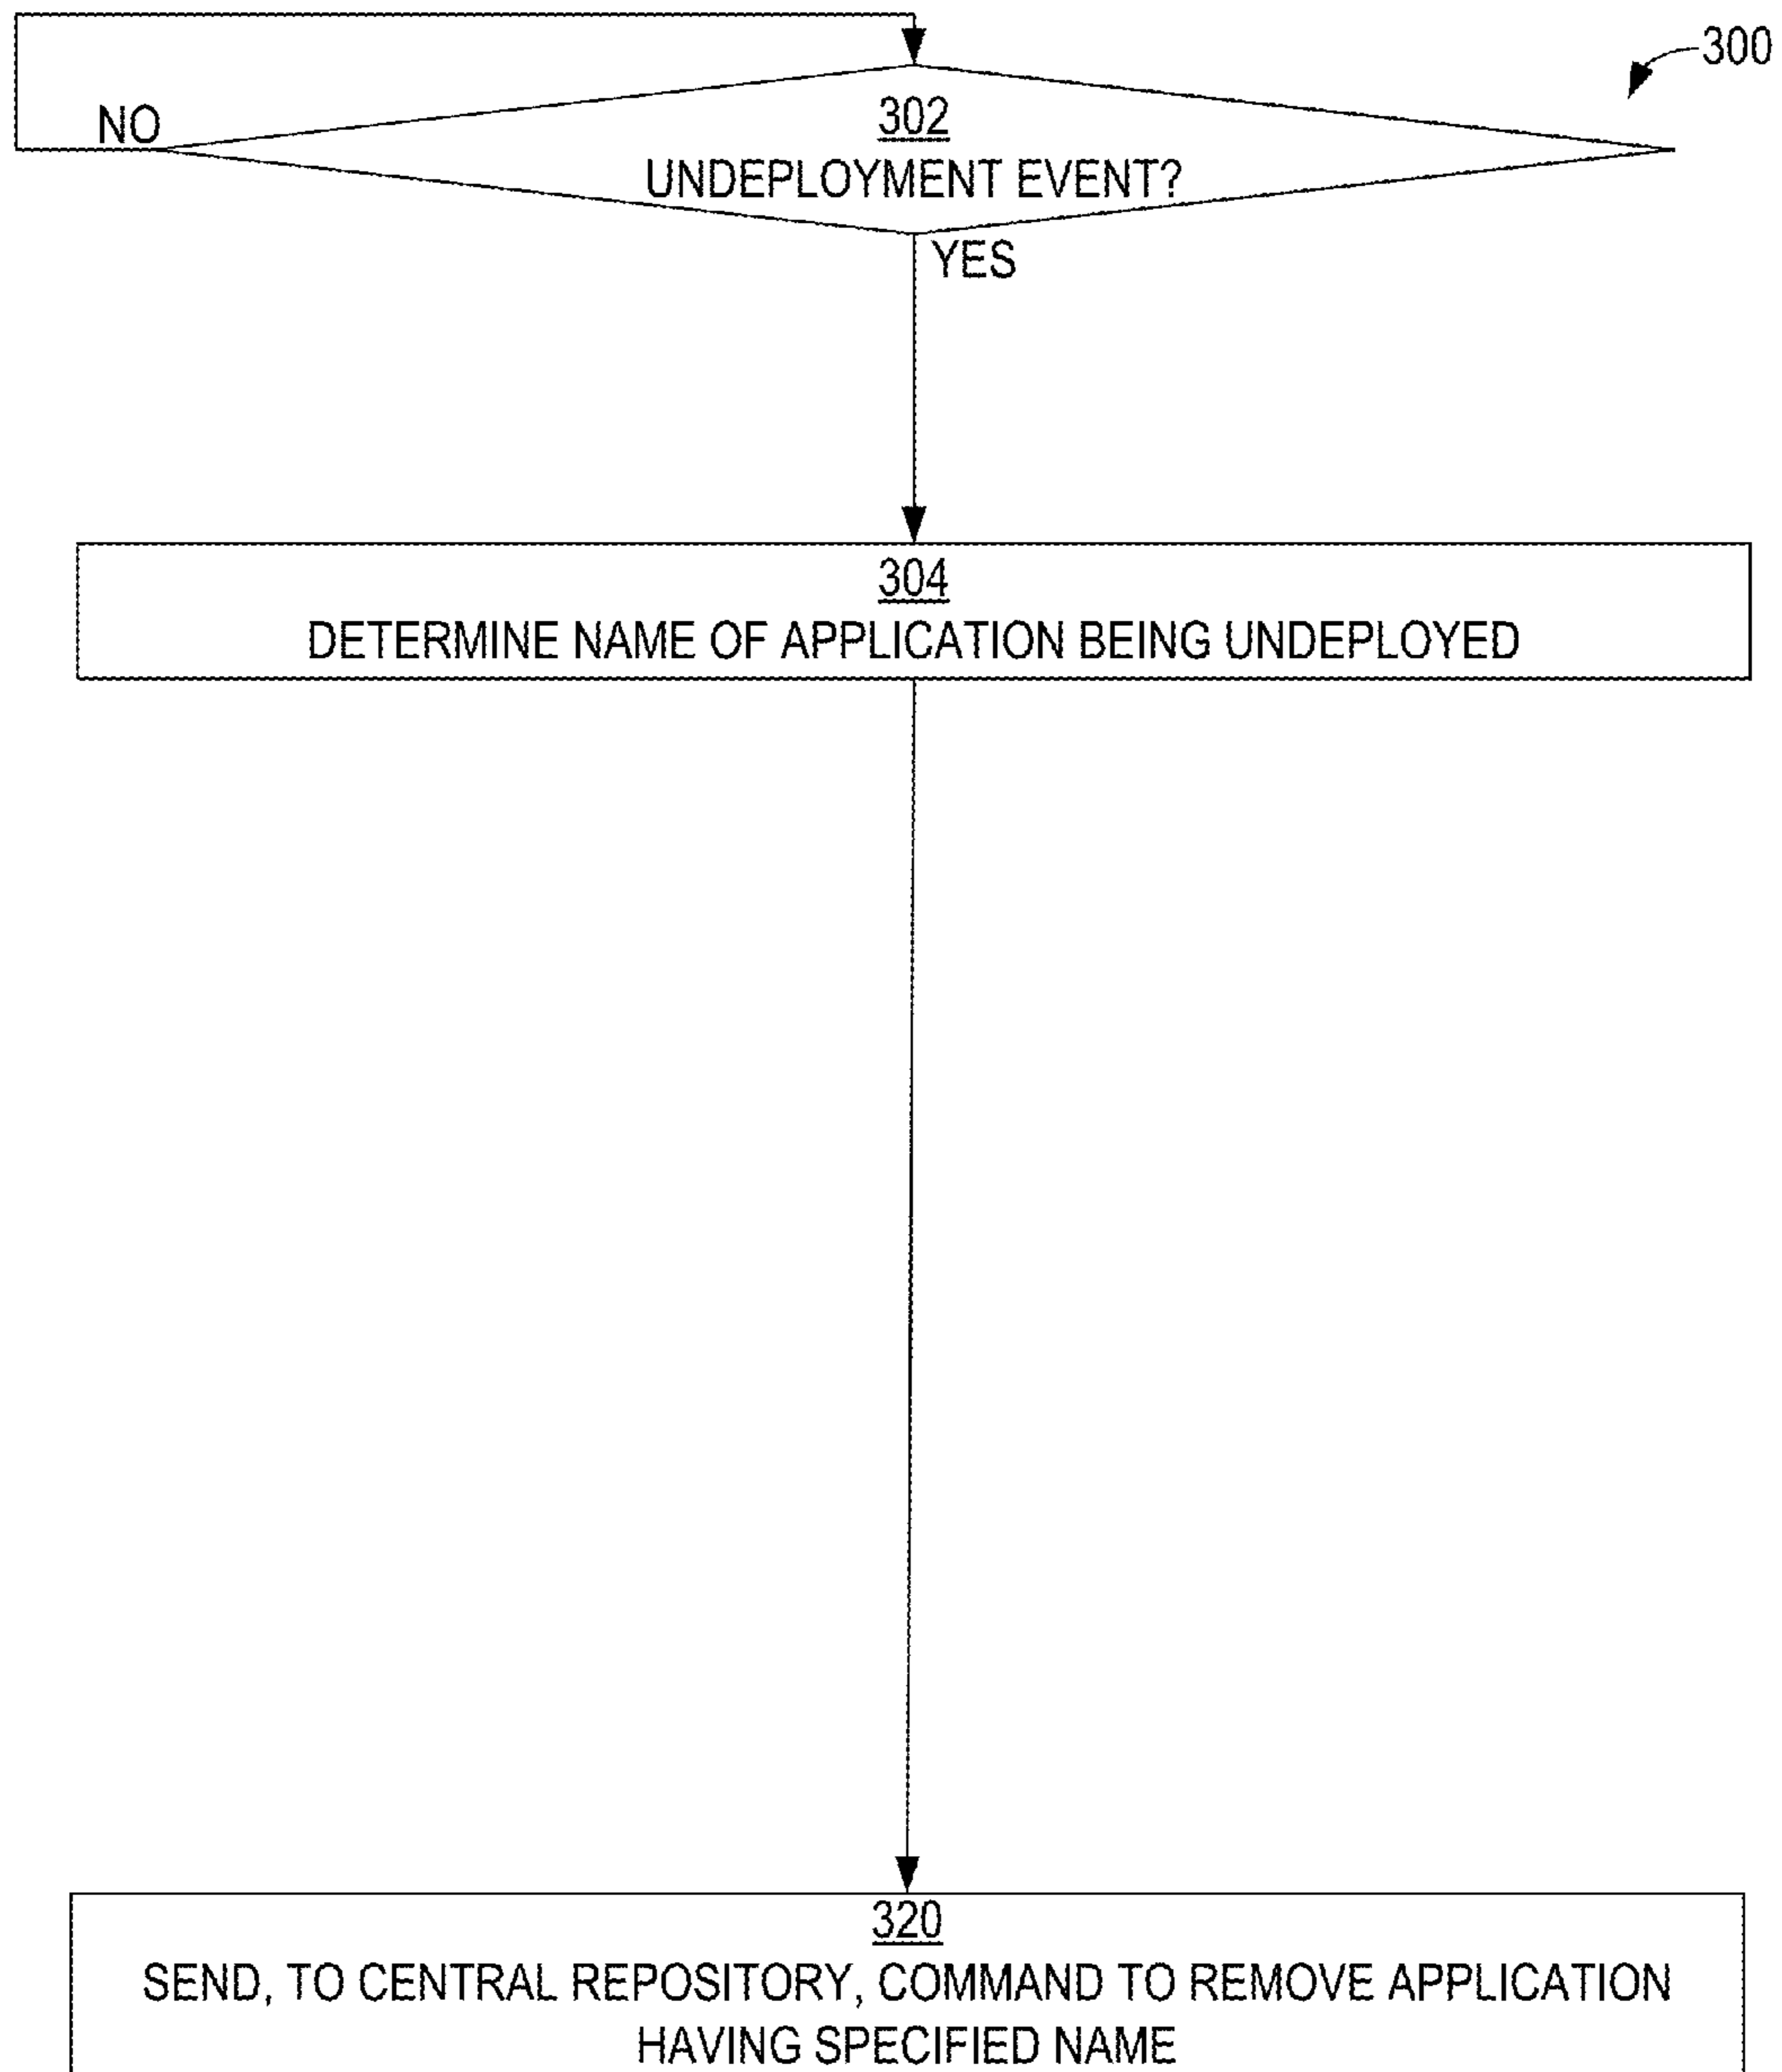 300
302
NO
UNDEPLOYMENT EVENT?
YES
304
DETERMINE NAME OF APPLICATION BEING UNDEPLOYED
320
SEND, TO CENTRAL REPOSITORY, COMMAND TO REMOVE APPLICATION
HAVING SPECIFIED NAME